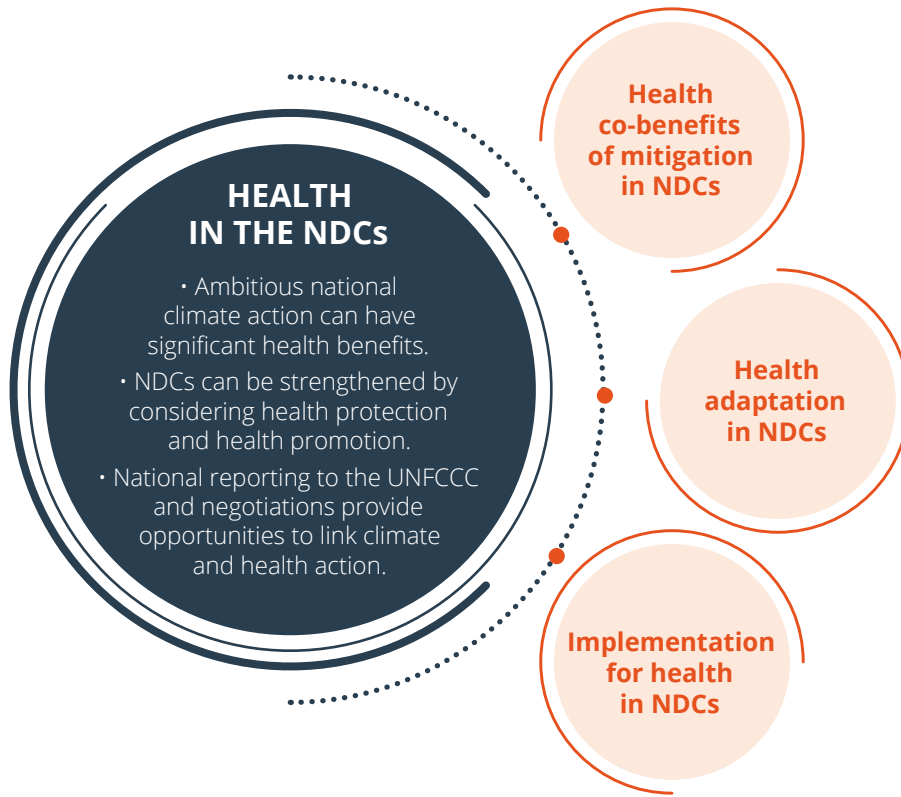 HEALTH
IN THE NDCs
• Ambitious national
climate action can have
significant health benefits.
• NDCs can be strengthened by
considering health protection
and health promotion.
• National reporting to the UNFCCC
and negotiations provide
opportunities to link climate
and health action.
Health
co-benefits
of mitigation
in NDCs
Health
adaptation
in NDCs
Implementation
for health
in NDCs